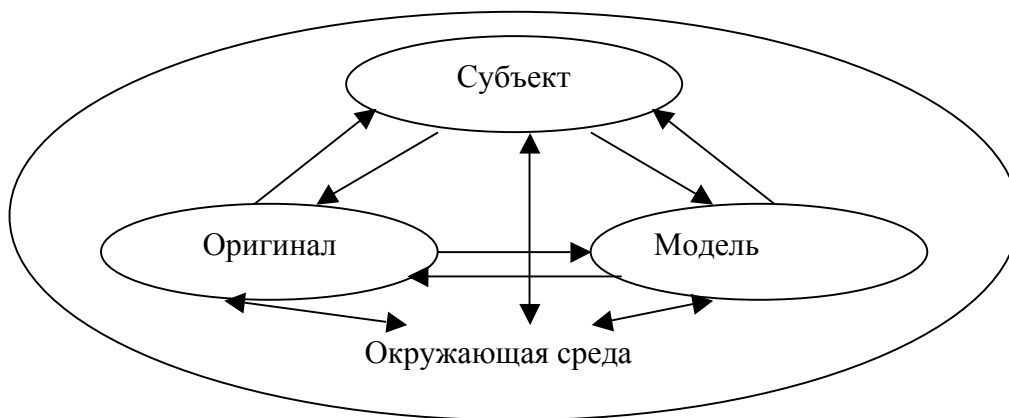 Субъект
Оригинал
Модель
Окружающая среда